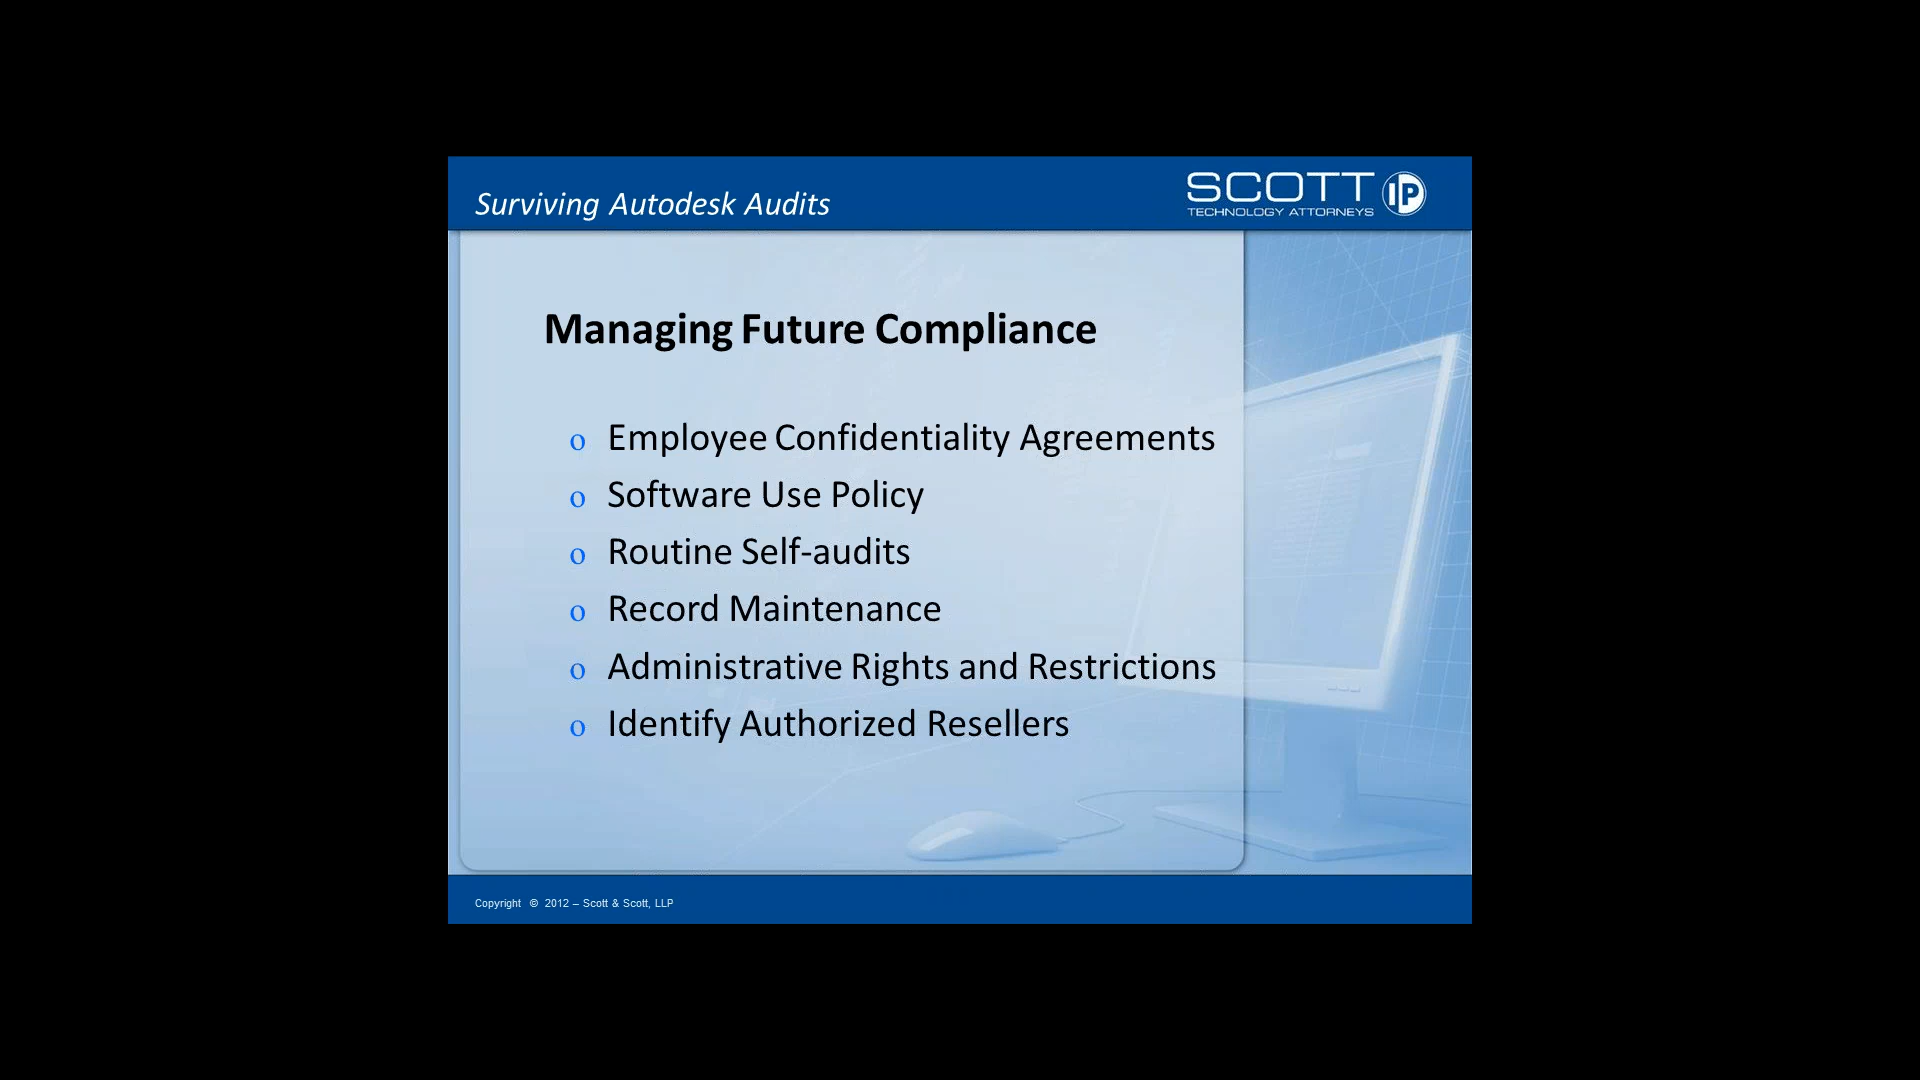 Surviving Autodesk Audits
SCOTT
TECHNOLOGY ATTORNEYS
IP
Managing Future Compliance
o Employee Confidentiality Agreements
o Software Use Policy
o Routine Self-audits
o Record Maintenance
o Administrative Rights and Restrictions
o Identify Authorized Resellers
Copyright © 2012 – Scott & Scott, LLP